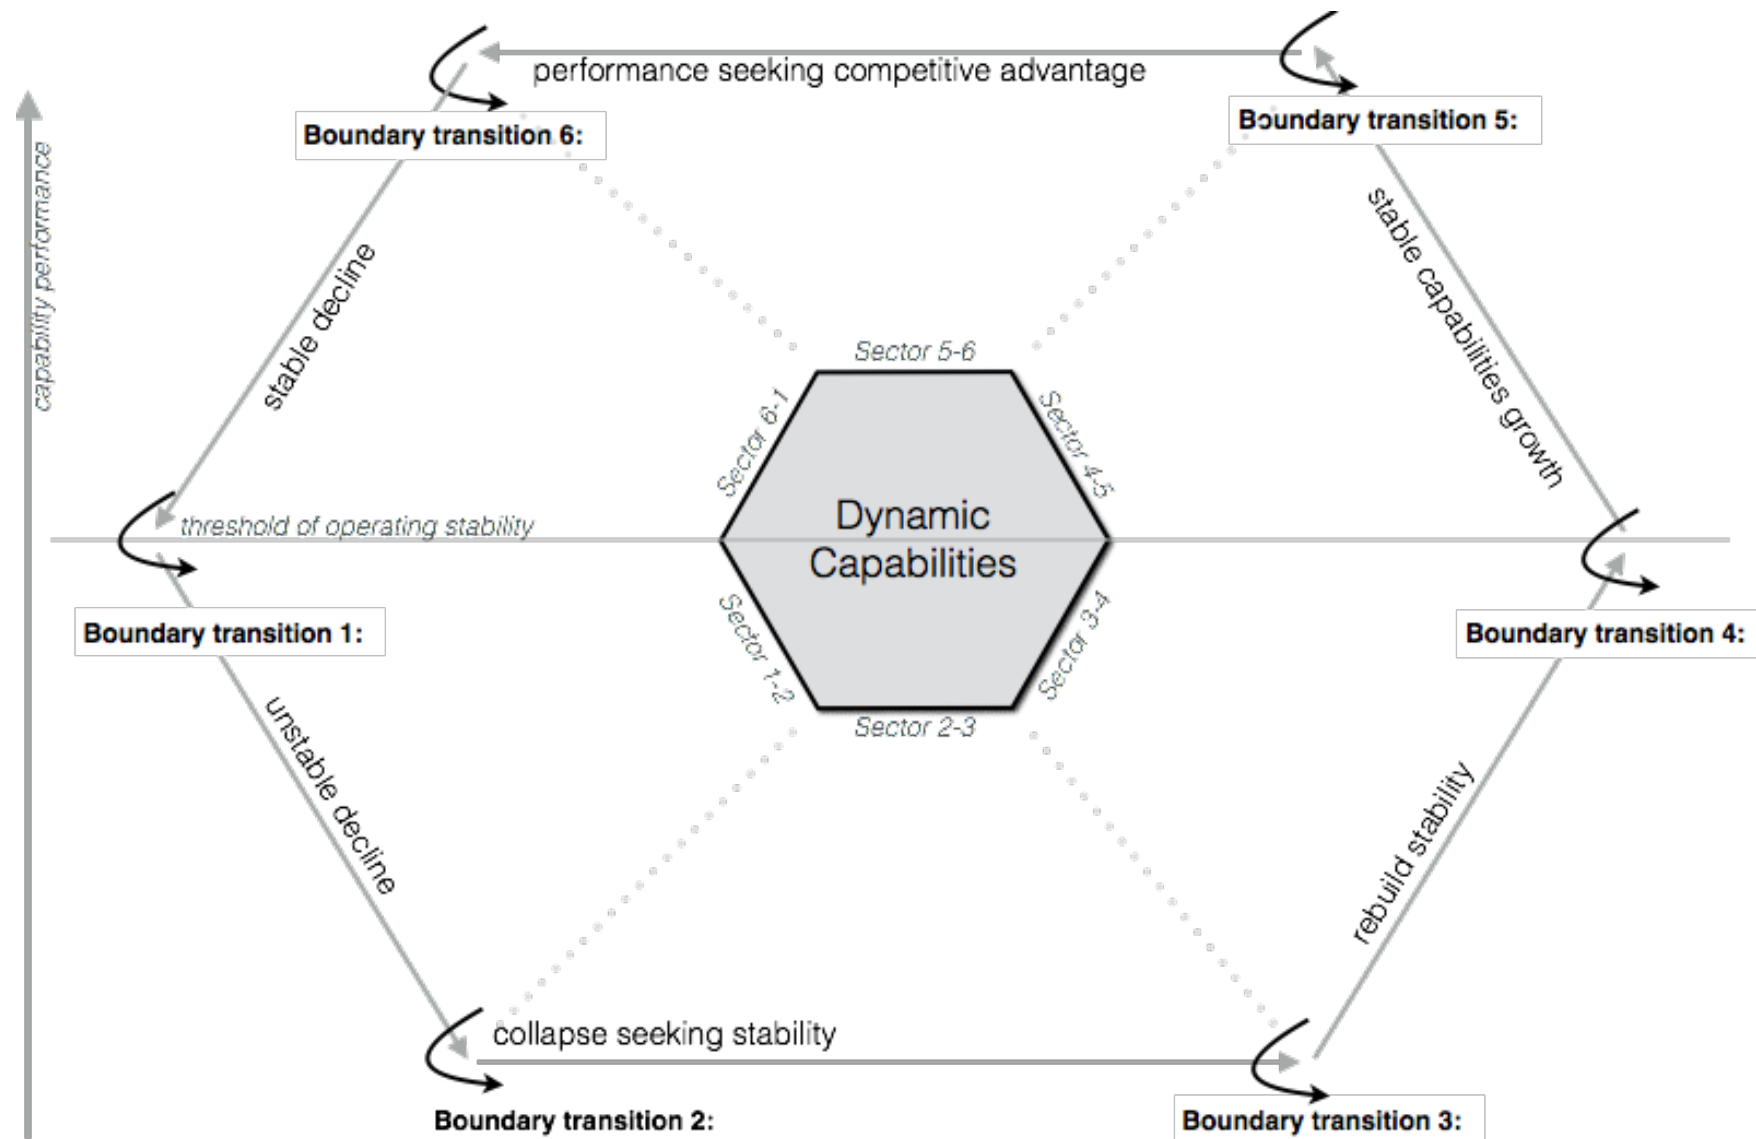 performance seeking competitive advantage
Boundary transition 6:
Boundary transition 5:
capability performance
stable decline
stable capabilities growth
Sector 5-6
Sector 6-1
Sector 4-5
threshold of operating stability
Dynamic
Capabilities
Boundary transition 1:
Boundary transition 4:
Sector 1-2
Sector 3-4
Sector 2-3
unstable decline
rebuild stability
collapse seeking stability
Boundary transition 2:
Boundary transition 3: